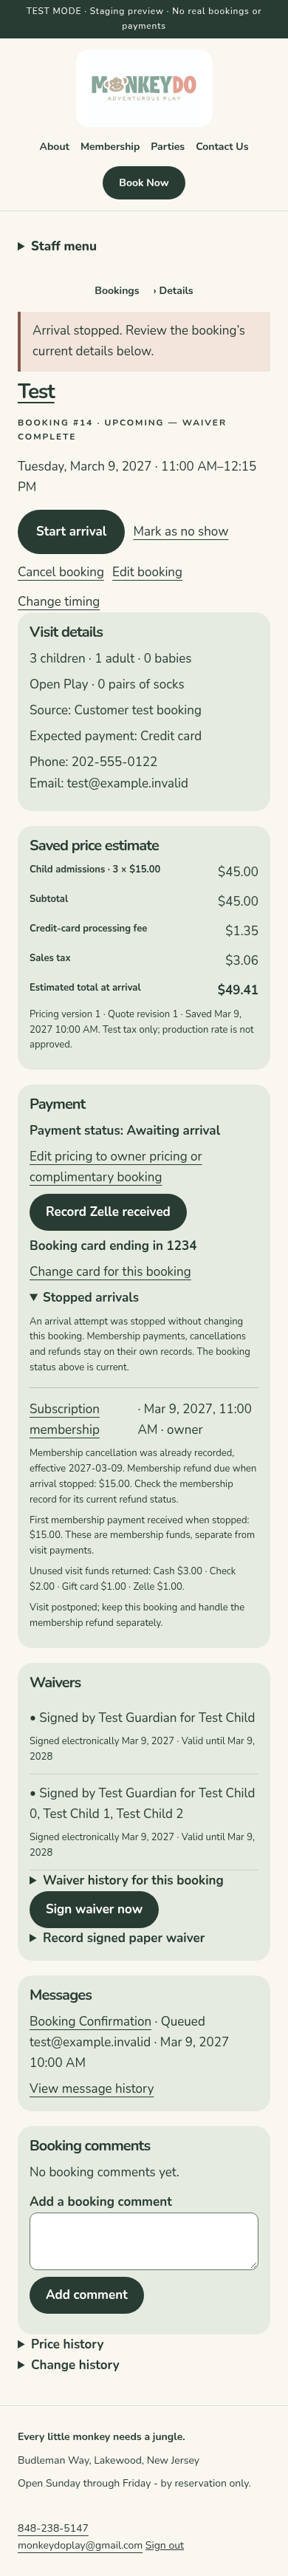 TEST MODE · Staging preview · No real bookings or
payments
MONKEYDO
ADVENTUROUS PLAY
About Membership Parties Contact Us
Book Now
▶ Staff menu
Bookings › Details
Arrival stopped. Review the booking’s
current details below.
Test
BOOKING #14 · UPCOMING — WAIVER
COMPLETE
Tuesday, March 9, 2027 · 11:00 AM–12:15
PM
Start arrival Mark as no show
Cancel booking Edit booking
Change timing
Visit details
3 children · 1 adult · 0 babies
Open Play · 0 pairs of socks
Source: Customer test booking
Expected payment: Credit card
Phone: 202-555-0122
Email: test@example.invalid
Saved price estimate
Child admissions · 3 × $15.00 $45.00
Subtotal $45.00
Credit-card processing fee $1.35
Sales tax $3.06
Estimated total at arrival $49.41
Pricing version 1 · Quote revision 1 · Saved Mar 9,
2027 10:00 AM. Test tax only; production rate is not
approved.
Payment
Payment status: Awaiting arrival
Edit pricing to owner pricing or
complimentary booking
Record Zelle received
Booking card ending in 1234
Change card for this booking
▼ Stopped arrivals
An arrival attempt was stopped without changing
this booking. Membership payments, cancellations
and refunds stay on their own records. The booking
status above is current.
Subscription · Mar 9, 2027, 11:00
membership AM · owner
Membership cancellation was already recorded,
effective 2027-03-09. Membership refund due when
arrival stopped: $15.00. Check the membership
record for its current refund status.
First membership payment received when stopped:
$15.00. These are membership funds, separate from
visit payments.
Unused visit funds returned: Cash $3.00 · Check
$2.00 · Gift card $1.00 · Zelle $1.00.
Visit postponed; keep this booking and handle the
membership refund separately.
Waivers
• Signed by Test Guardian for Test Child
Signed electronically Mar 9, 2027 · Valid until Mar 9,
2028
• Signed by Test Guardian for Test Child
0, Test Child 1, Test Child 2
Signed electronically Mar 9, 2027 · Valid until Mar 9,
2028
▶ Waiver history for this booking
Sign waiver now
▶ Record signed paper waiver
Messages
Booking Confirmation · Queued
test@example.invalid · Mar 9, 2027
10:00 AM
View message history
Booking comments
No booking comments yet.
Add a booking comment
Add comment
▶ Price history
▶ Change history
Every little monkey needs a jungle.
Budleman Way, Lakewood, New Jersey
Open Sunday through Friday - by reservation only.
848-238-5147
monkeydoplay@gmail.com Sign out